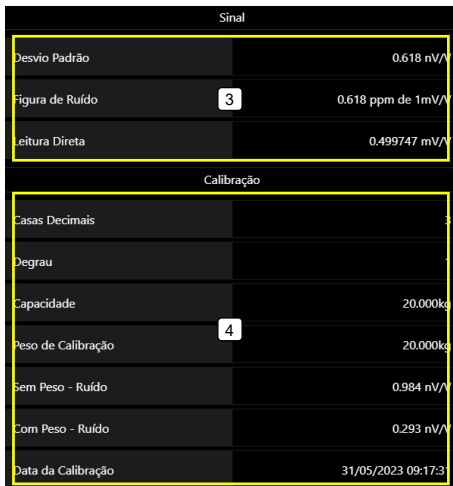 Sinal
Desvio Padrão 0.618 nV/V
Figura de Ruído 3 0.618 ppm de 1mV/V
Leitura Direta 0.499747 mV/V
Calibração
Casas Decimais 3
Degrau
Capacidade 20.000kg
4
Peso de Calibração 20.000kg
Sem Peso - Ruído 0.984 nV/V
Com Peso - Ruído 0.293 nV/V
Data da Calibração 31/05/2023 09:17:31